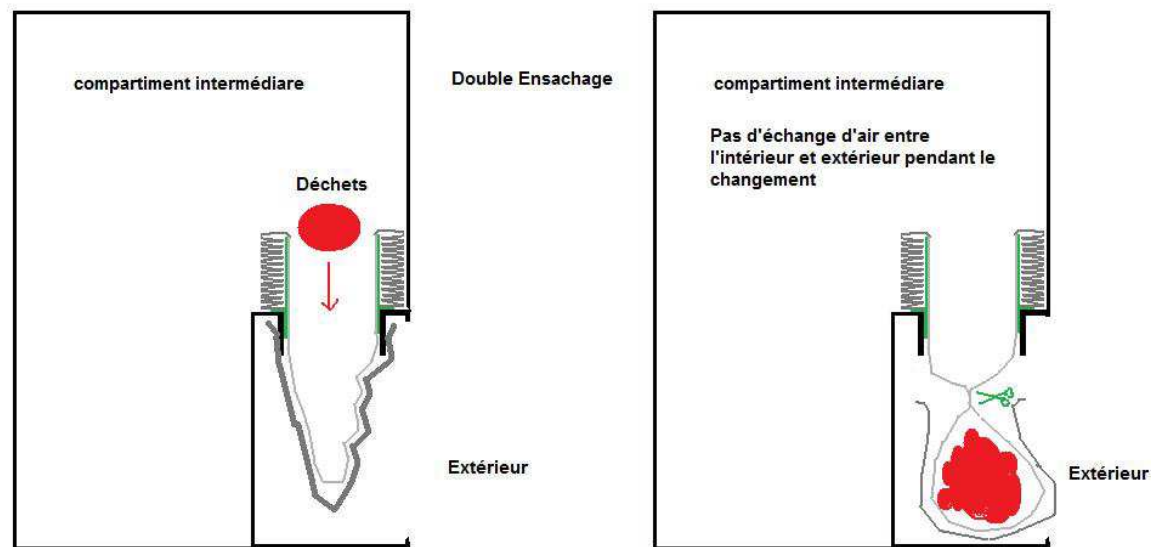 compartiment intermédiare
Double Ensachage
Déchets
Extérieur
compartiment intermédiare
Pas d'échange d'air entre
l'intérieur et extérieur pendant le
changement
Extérieur